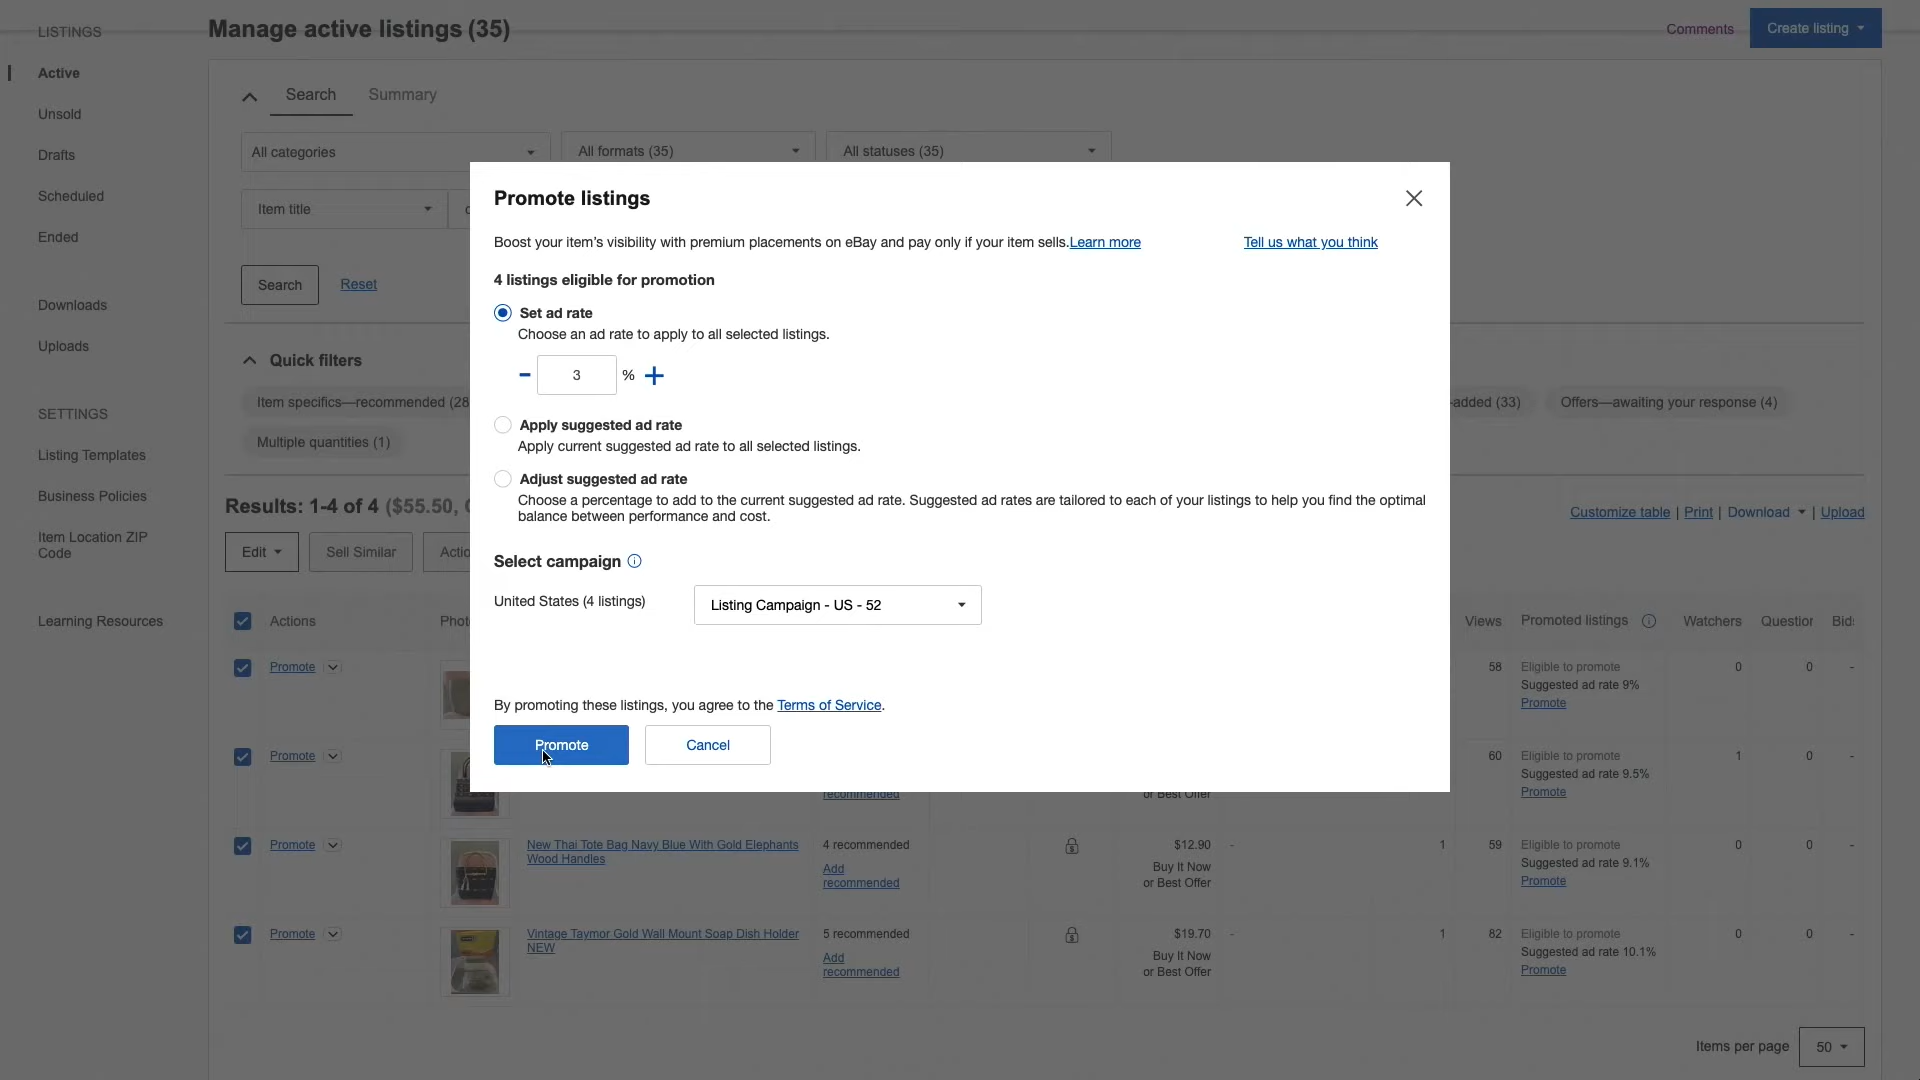 LISTINGS
Active
Unsold
Drafts
Scheduled
Ended
Downloads
Uploads
SETTINGS
Listing Templates
Business Policies
Item Location ZIP
Code
Learning Resources
Manage active listings (35)
Comments
Create listing
Search
Summary
All categories
All formats (35)
All statuses (35)
Item title
Search
Reset
Quick filters
Item specifics—recommended (28
-added (33)
Offers—awaiting your response (4)
Multiple quantities (1)
Results: 1-4 of 4 ($55.50,
Customize table | Print | Download | Upload
Edit
Sell Similar
Actio
Promote listings
Boost your item's visibility with premium placements on eBay and pay only if your item sells.Learn more
Tell us what you think
4 listings eligible for promotion
Set ad rate
Choose an ad rate to apply to all selected listings.
- 3 % +
Apply suggested ad rate
Apply current suggested ad rate to all selected listings.
Adjust suggested ad rate
Choose a percentage to add to the current suggested ad rate. Suggested ad rates are tailored to each of your listings to help you find the optimal
balance between performance and cost.
Select campaign
United States (4 listings)
Listing Campaign - US - 52
By promoting these listings, you agree to the Terms of Service.
Promote
Cancel
Actions
Phot
Views
Promoted listings
Watchers
Question
Bids
Promote
58
Eligible to promote
0
0
-
Suggested ad rate 9%
Promote
Promote
60
Eligible to promote
1
0
-
Suggested ad rate 9.5%
Promote
recommended
or Best Offer
Promote
New Thai Tote Bag Navy Blue With Gold Elephants
Wood Handles
4 recommended
Add
recommended
$12.90
Buy It Now
or Best Offer
-
1
59
Eligible to promote
Suggested ad rate 9.1%
Promote
0
0
-
Promote
Vintage Taymor Gold Wall Mount Soap Dish Holder
NEW
5 recommended
Add
recommended
$19.70
Buy It Now
or Best Offer
-
1
82
Eligible to promote
Suggested ad rate 10.1%
Promote
0
0
-
Items per page
50